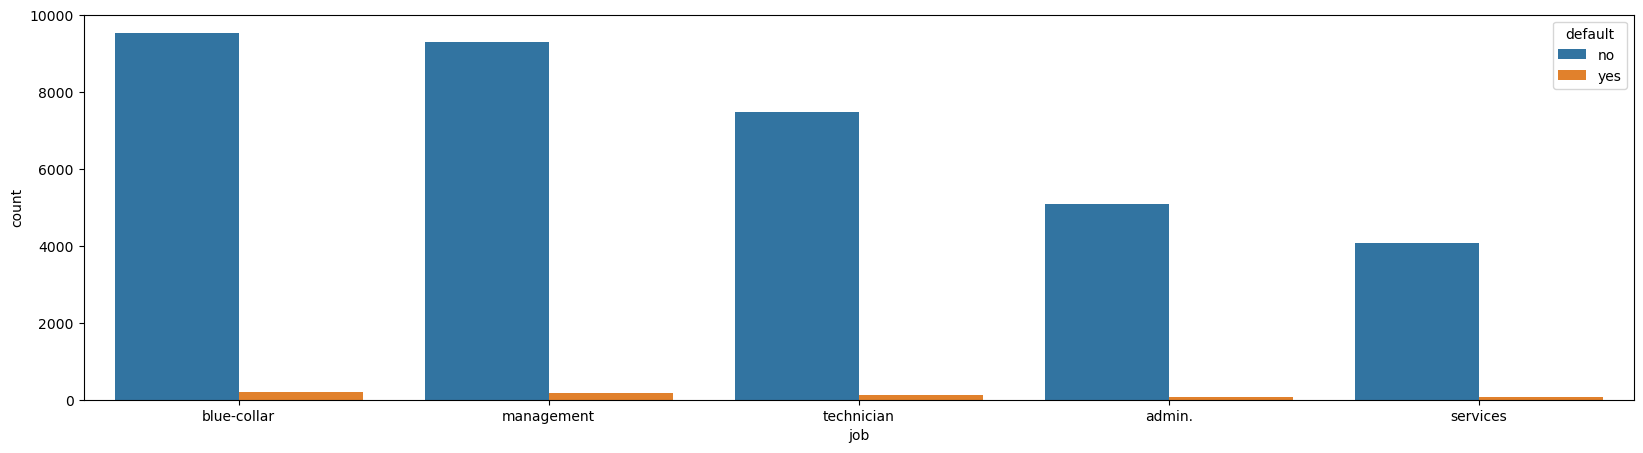 10000
8000
6000
4000
2000
0
count
default
no
yes
blue-collar
management
technician
admin.
services
job